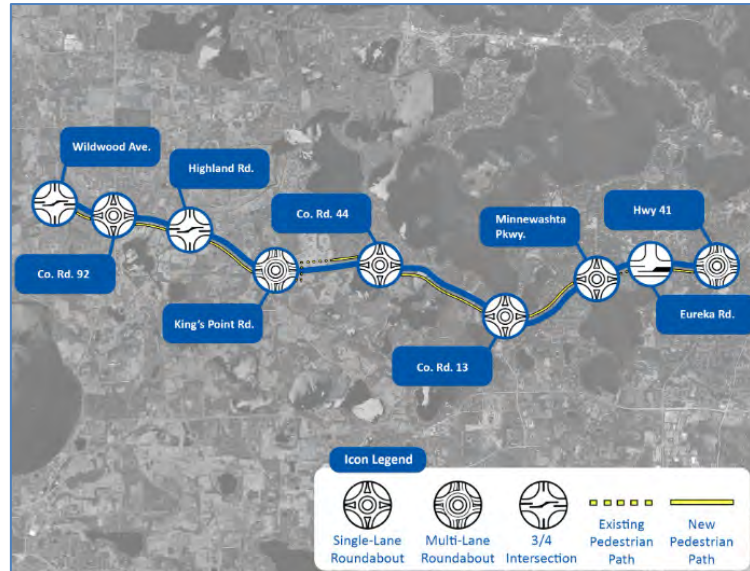 Wildwood Ave.
Highland Rd.
Co. Rd. 44
Minnewashta
Pkwy.
Hwy 41
Co. Rd. 92
King's Point Rd.
Co. Rd. 13
Eureka Rd.
Icon Legend
Single-Lane
Roundabout
Multi-Lane
Roundabout
3/4
Intersection
Existing
Pedestrian
Path
New
Pedestrian
Path